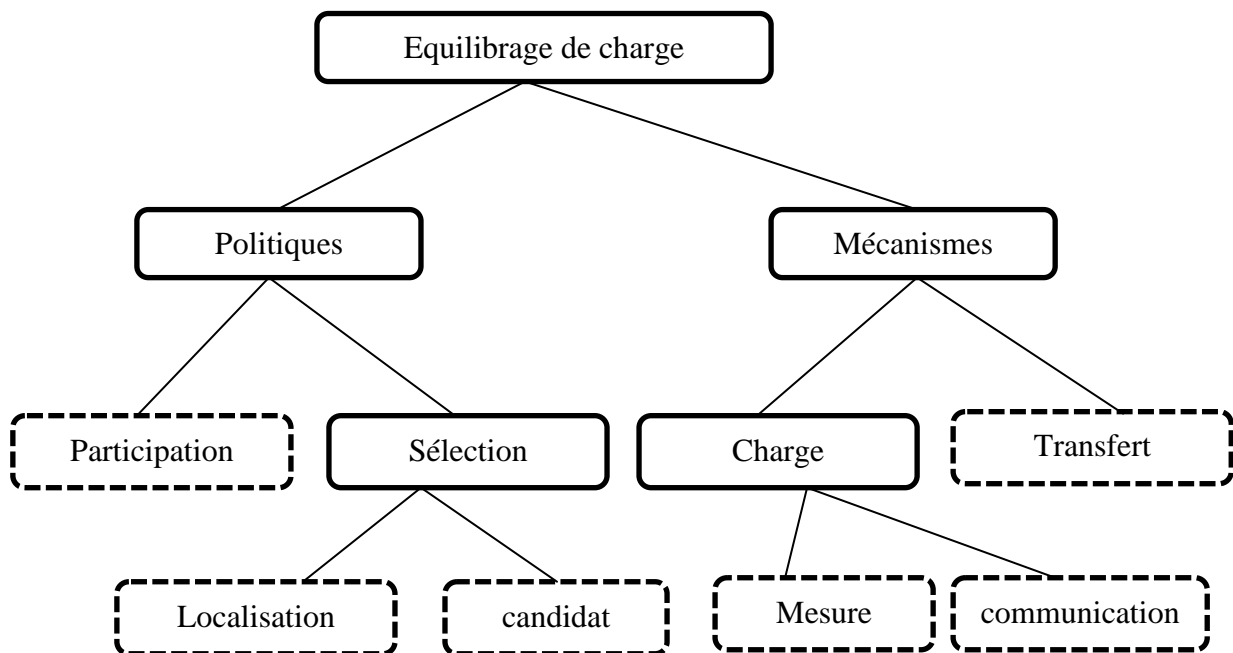 Equilibrage de charge
Politiques
Mécanismes
Participation
Sélection
Charge
Transfert
Localisation
candidat
Mesure
communication